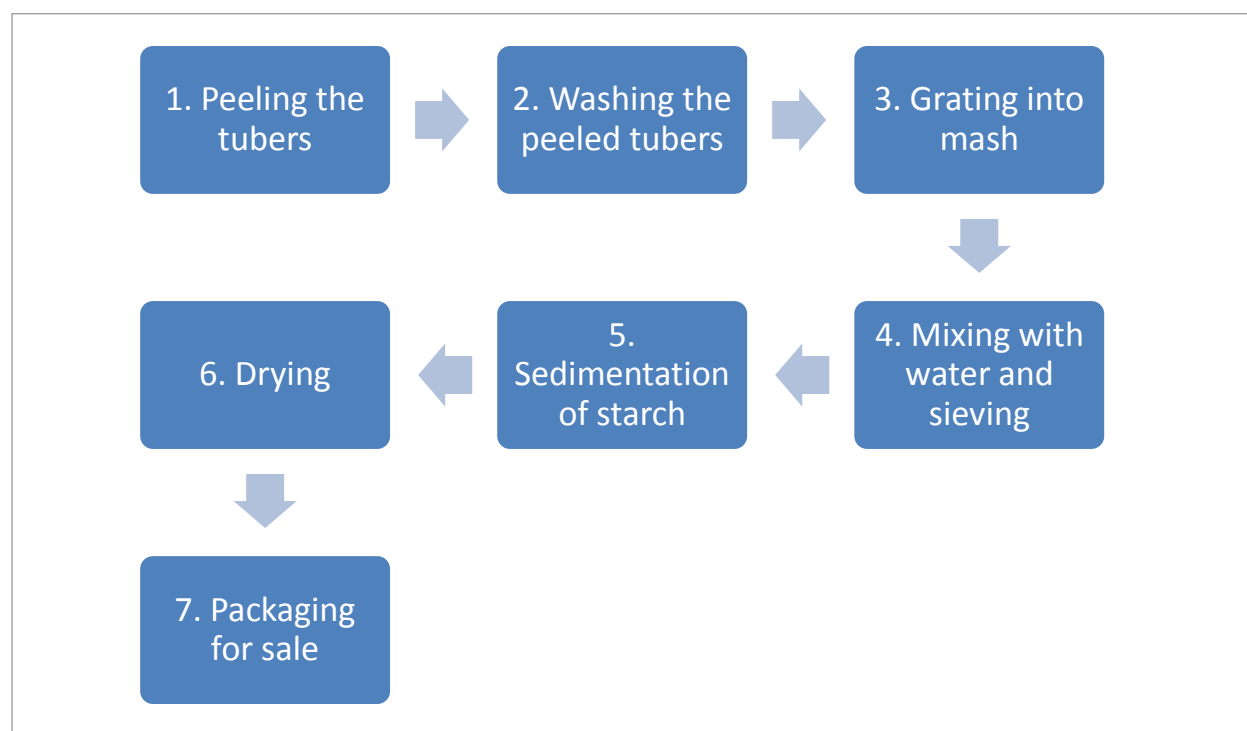 1. Peeling the
tubers
2. Washing the
peeled tubers
3. Grating into
mash
4. Mixing with
water and
sieving
5.
Sedimentation
of starch
6. Drying
7. Packaging
for sale